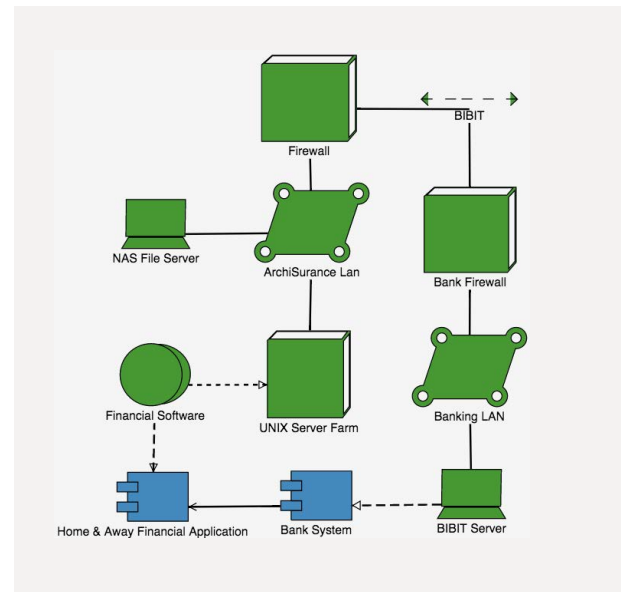 BIBIT
Firewall
NAS File Server
ArchiSurance Lan
Bank Firewall
Financial Software
UNIX Server Farm
Banking LAN
Home & Away Financial Application
Bank System
BIBIT Server